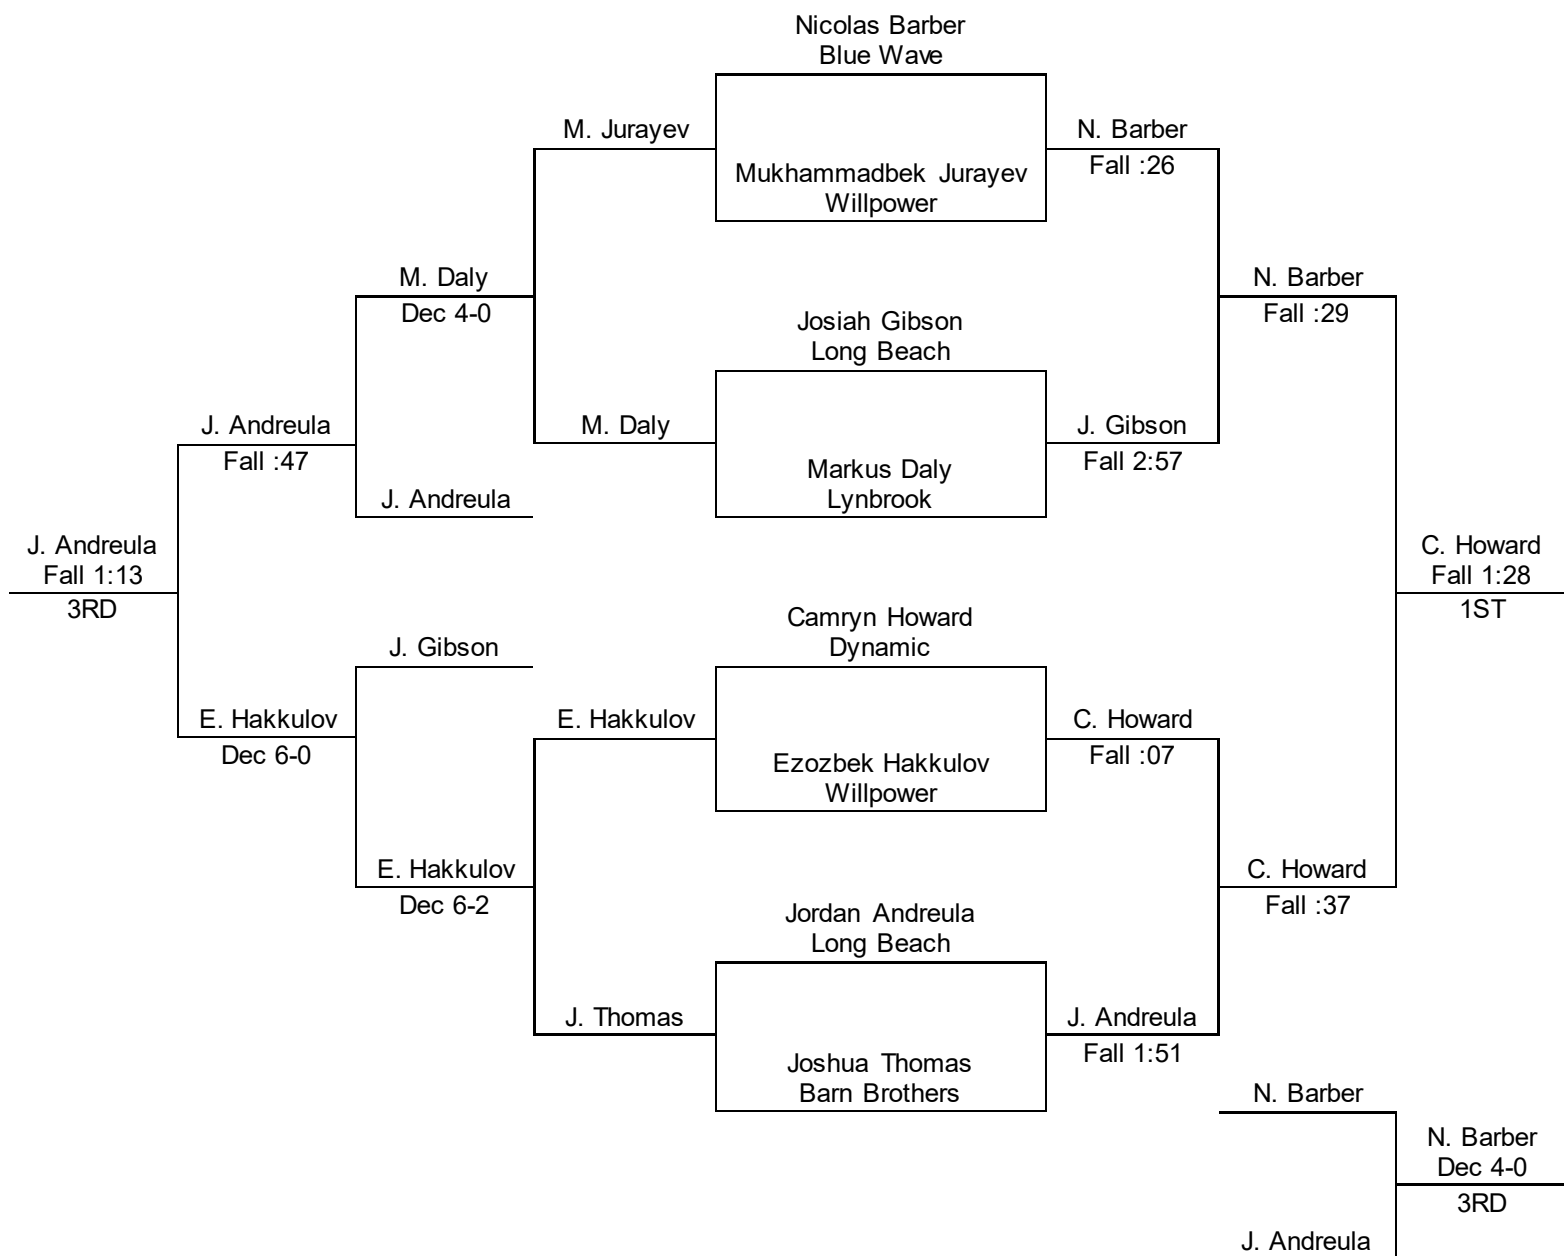 Nicolas Barber
Blue Wave
M. Jurayev
N. Barber
Fall :26
Mukhammadbek Jurayev
Willpower
M. Daly
Dec 4-0
N. Barber
Fall :29
Josiah Gibson
Long Beach
J. Andreula
Fall :47
M. Daly
J. Gibson
Fall 2:57
Markus Daly
Lynbrook
J. Andreula
J. Andreula
Fall 1:13
3RD
C. Howard
Fall 1:28
1ST
Camryn Howard
Dynamic
J. Gibson
E. Hakkulov
Dec 6-0
E. Hakkulov
C. Howard
Fall :07
Ezozbek Hakkulov
Willpower
E. Hakkulov
Dec 6-2
C. Howard
Fall :37
Jordan Andreula
Long Beach
J. Thomas
J. Andreula
Fall 1:51
Joshua Thomas
Barn Brothers
N. Barber
N. Barber
Dec 4-0
3RD
J. Andreula